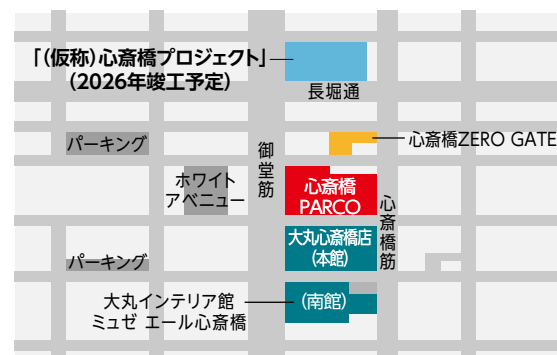 「(仮称)心斎橋プロジェクト」
(2026年竣工予定)
長堀通
パーキング
御堂筋
心斎橋ZERO GATE
ホワイト
アベニュー
心斎橋
PARCO
心斎橋筋
大丸心斎橋店
(本館)
パーキング
大丸インテリア館
ミュゼ エール心斎橋
(南館)